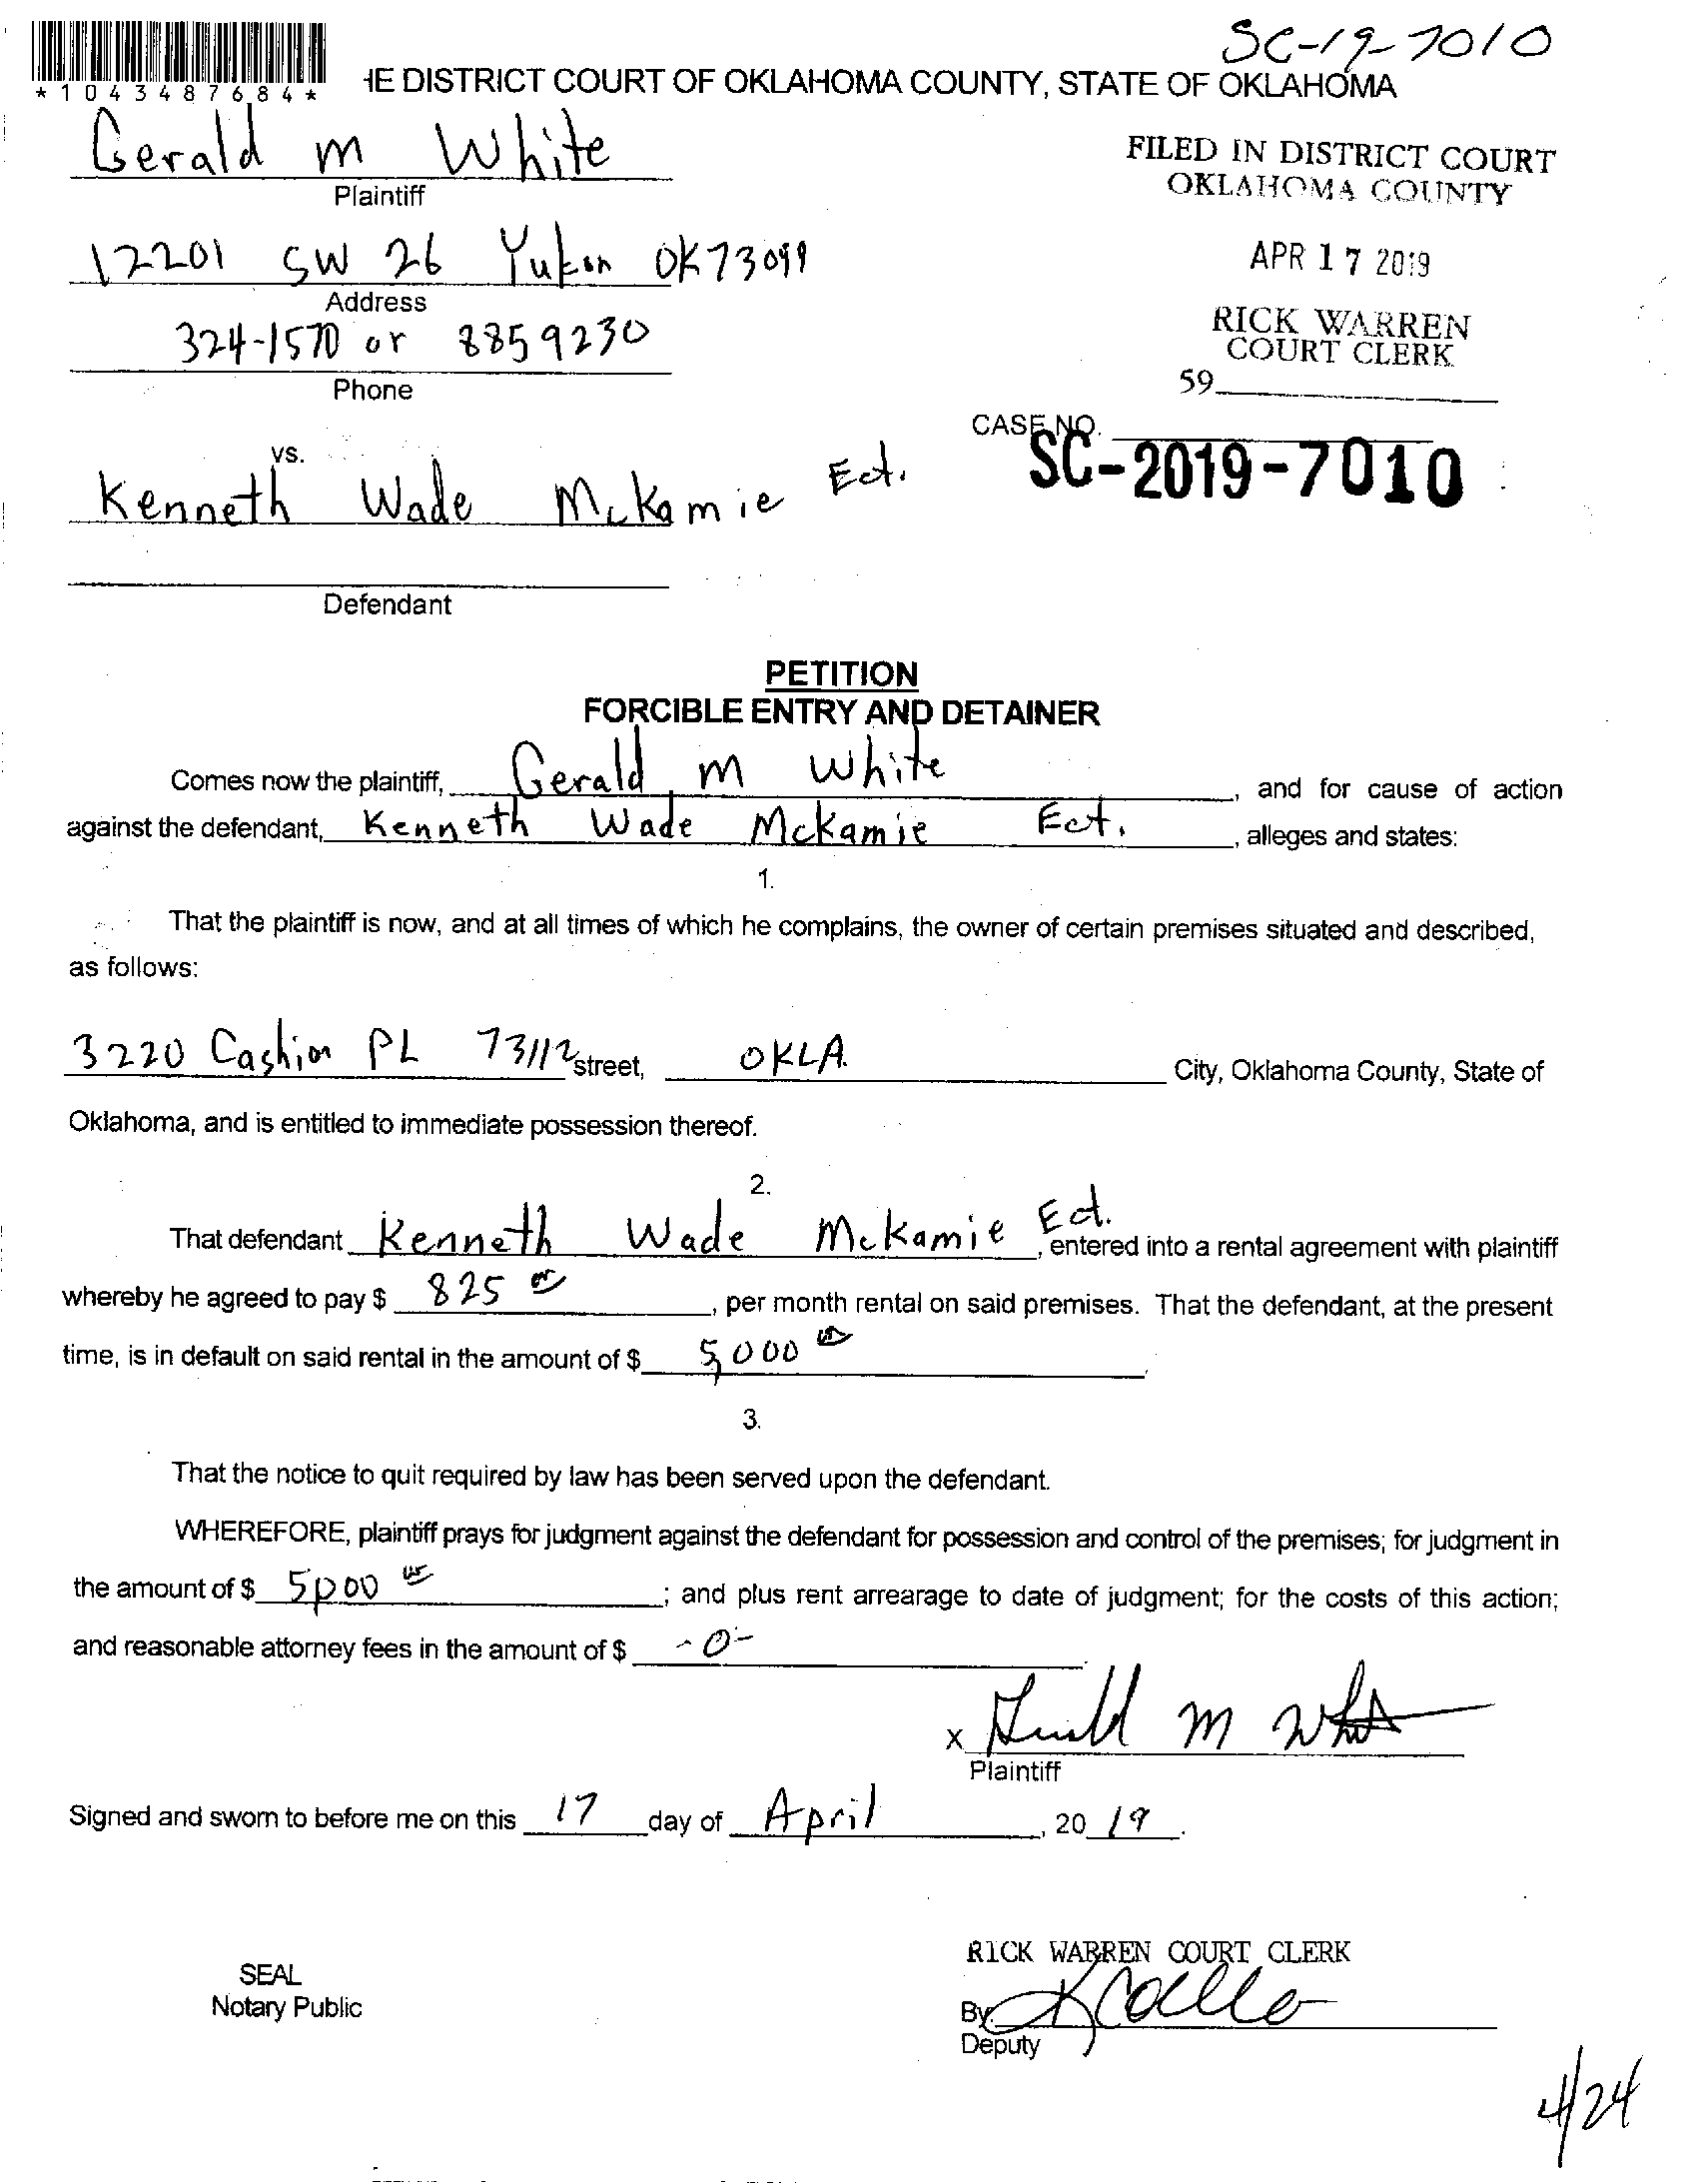 SC-19-7010
*1043487684*
HE DISTRICT COURT OF OKLAHOMA COUNTY, STATE OF OKLAHOMA
Gerald m White
Plaintiff
FILED IN DISTRICT COURT
OKLAHOMA COUNTY
12201 SW 26 Yukon OK 73099
Address
APR 17 2019
324-1570 or 8859230
Phone
RICK WARREN
COURT CLERK
59
CASE NO.
SC-2019-7010
vs.
Kenneth Wade McKamie Ect.
Defendant
PETITION
FORCIBLE ENTRY AND DETAINER
Comes now the plaintiff, Gerald m White, and for cause of action
against the defendant, Kenneth Wade McKamie Ect., alleges and states:
1.
That the plaintiff is now, and at all times of which he complains, the owner of certain premises situated and described,
as follows:
3220 Cashion PL 73112 street, OKLA. City, Oklahoma County, State of
Oklahoma, and is entitled to immediate possession thereof.
2.
That defendant Kenneth Wade McKamie Ect., entered into a rental agreement with plaintiff
whereby he agreed to pay $ 825, per month rental on said premises. That the defendant, at the present
time, is in default on said rental in the amount of $ 5,000.
3.
That the notice to quit required by law has been served upon the defendant.
WHEREFORE, plaintiff prays for judgment against the defendant for possession and control of the premises; for judgment in
the amount of $ 5,000; and plus rent arrearage to date of judgment; for the costs of this action;
and reasonable attorney fees in the amount of $ -0-.
x Gerald m White
Plaintiff
Signed and sworn to before me on this 17 day of April, 20 19.
SEAL
Notary Public
RICK WARREN COURT CLERK
By:
Deputy
4/24